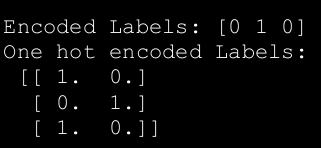 Encoded Labels: [0 1 0]
One hot encoded Labels:
[[ 1. 0.]
[ 0. 1.]
[ 1. 0.]]